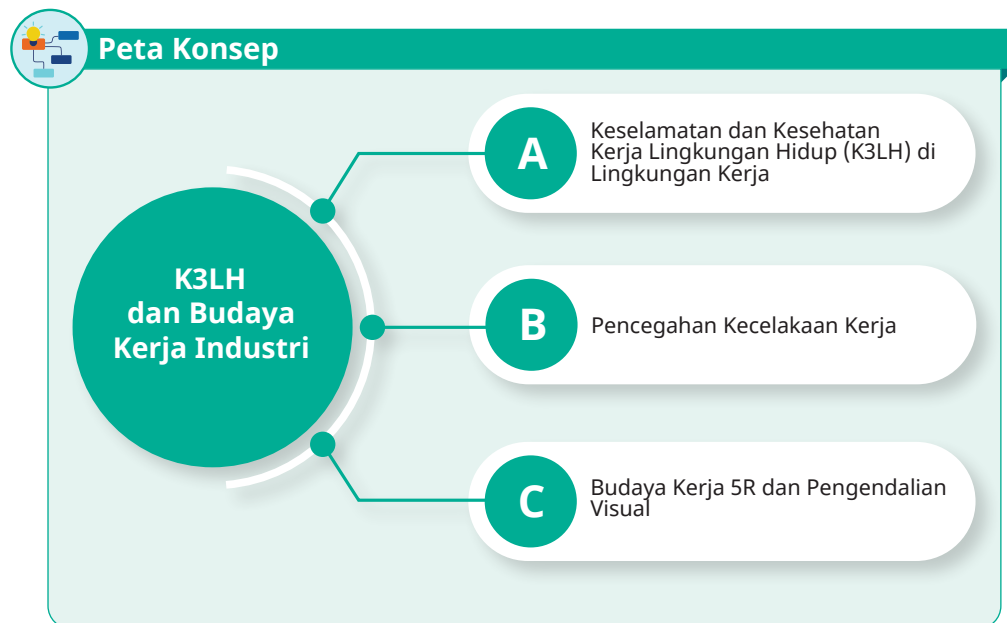 Peta Konsep
K3LH
dan Budaya
Kerja Industri
A
Keselamatan dan Kesehatan
Kerja Lingkungan Hidup (K3LH) di
Lingkungan Kerja
B
Pencegahan Kecelakaan Kerja
C
Budaya Kerja 5R dan Pengendalian
Visual